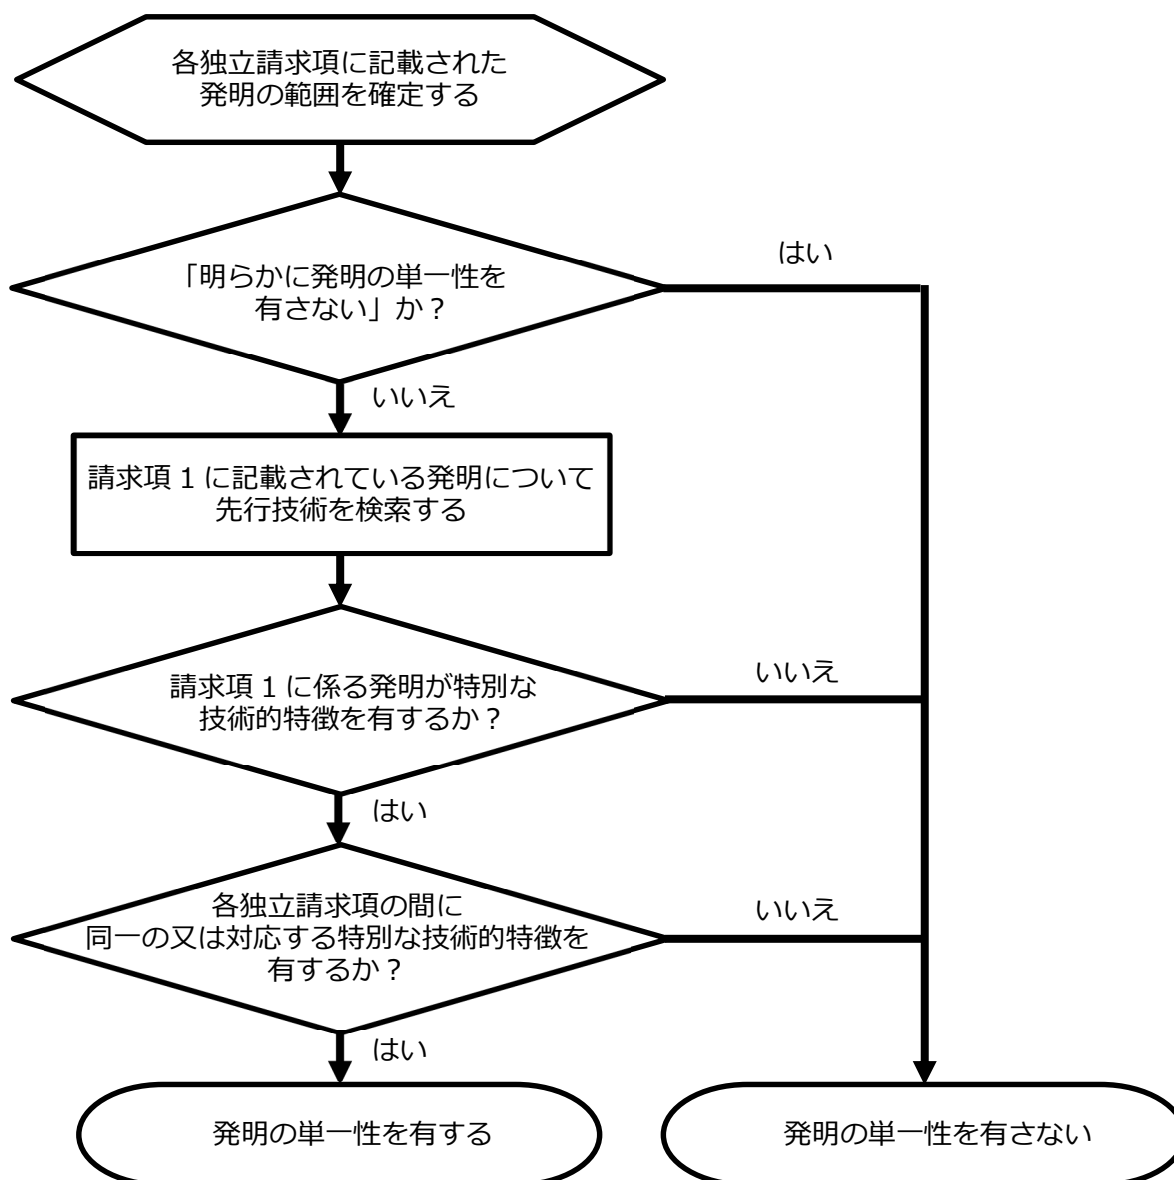 各独立請求項に記載された
発明の範囲を確定する
「明らかに発明の単一性を
有さない」か？
はい
いいえ
請求項 1 に記載されている発明について
先行技術を検索する
請求項 1 に係る発明が特別な
技術的特徴を有するか？
いいえ
はい
各独立請求項の間に
同一の又は対応する特別な技術的特徴を
有するか？
いいえ
はい
発明の単一性を有する
発明の単一性を有さない